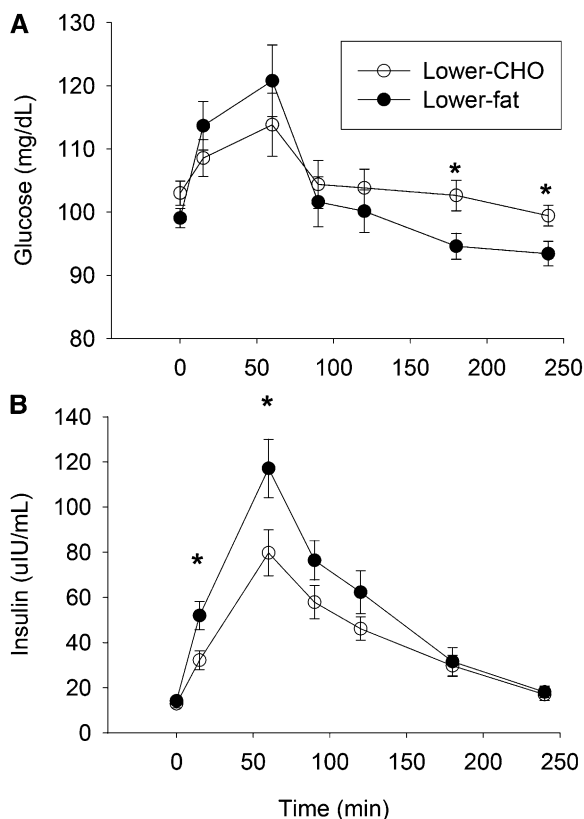 A
130
120
110
100
90
80
Glucose (mg/dL)
Lower-CHO
Lower-fat
*
*
0 50 100 150 200 250
B
140
120
100
80
60
40
20
0
Insulin (uIU/mL)
*
*
0 50 100 150 200 250
Time (min)